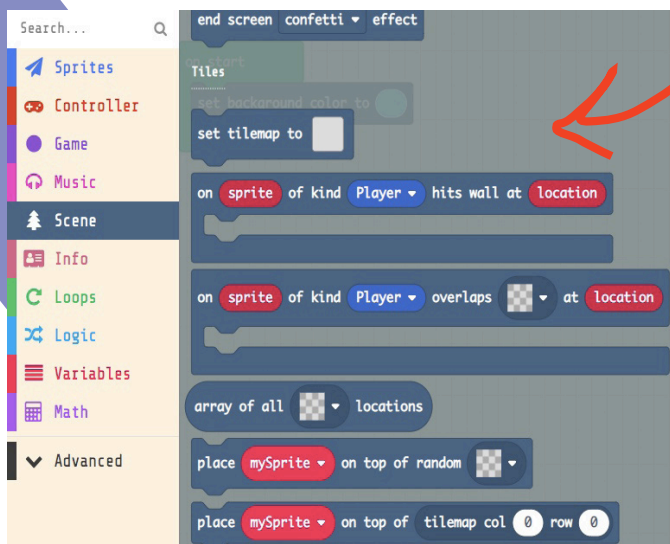 Search...
Sprites
Controller
Game
Music
Scene
Info
Loops
Logic
Variables
Math
Advanced
end screen confetti effect
on start
Tiles
set background color to
set tilemap to
on sprite of kind Player hits wall at location
on sprite of kind Player overlaps at location
array of all locations
place mySprite on top of random
place mySprite on top of tilemap col 0 row 0